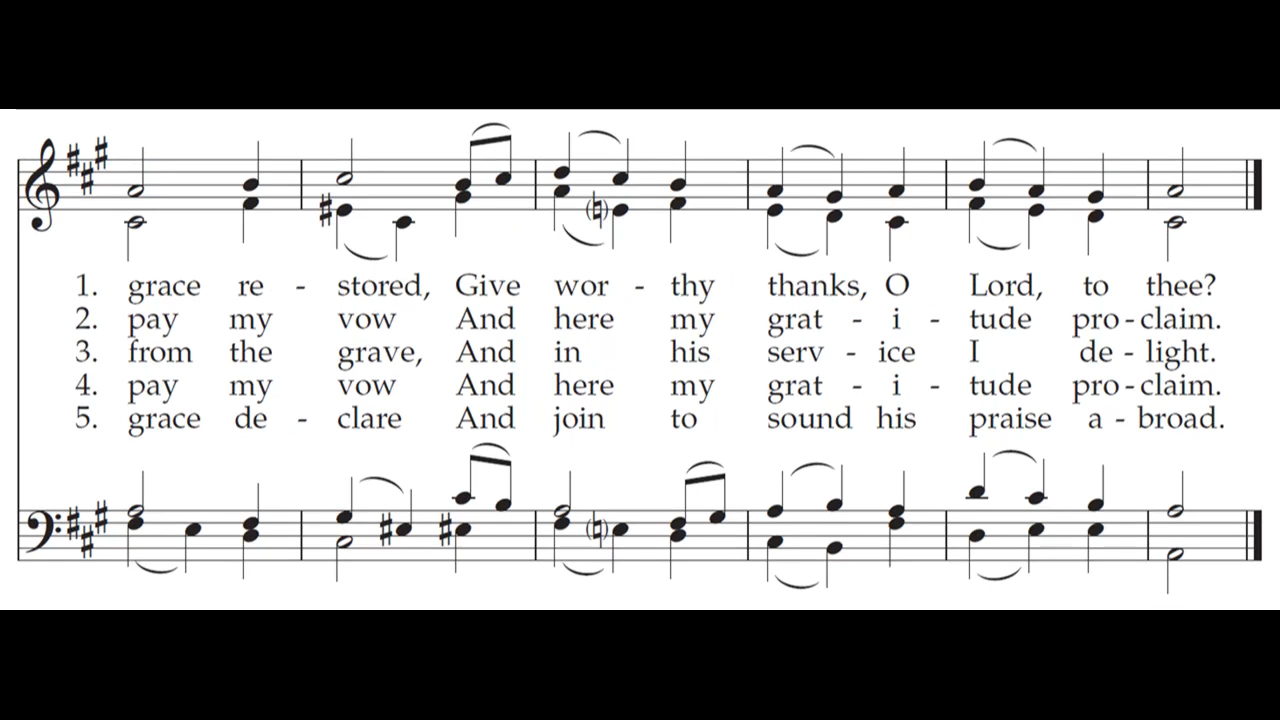 1. grace re - stored, Give wor - thy thanks, O Lord, to thee?
2. pay my vow And here my grat - i - tude pro - claim.
3. from the grave, And in his serv - ice I de - light.
4. pay my vow And here my grat - i - tude pro - claim.
5. grace de - clare And join to sound his praise a - broad.